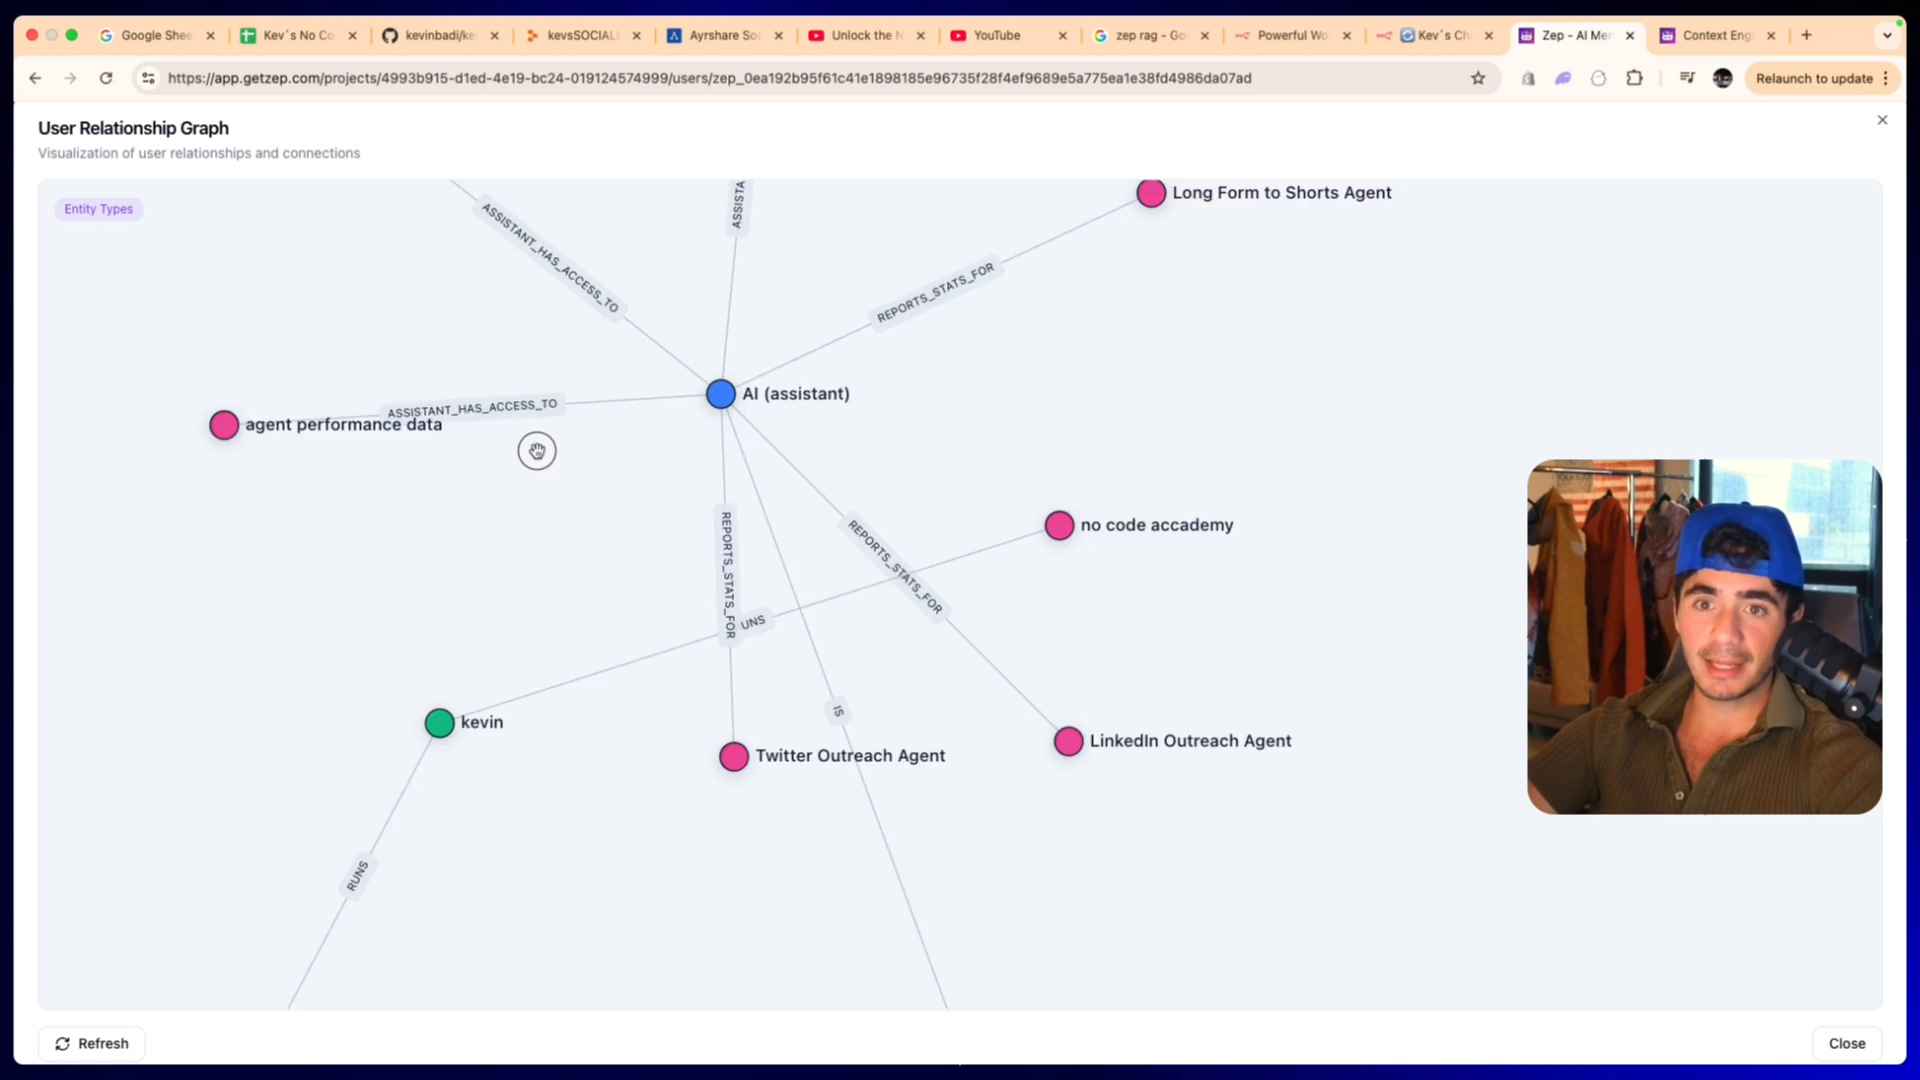 Google Shee
Kev´s No Co
kevinbadi/ke
kevsSOCIAL
Ayrshare Soc
Unlock the N
YouTube
zep rag - Go
Powerful Wo
Kev´s Ch
Zep - AI Mem
Context Eng
https://app.getzep.com/projects/4993b915-d1ed-4e19-bc24-019124574999/users/zep_0ea192b95f61c41e1898185e96735f28f4ef9689e5a775ea1e38fd4986da07ad
Relaunch to update
User Relationship Graph
Visualization of user relationships and connections
Entity Types
ASSISTANT_HAS_ACCESS_TO
ASSISTA
Long Form to Shorts Agent
REPORTS_STATS_FOR
AI (assistant)
ASSISTANT_HAS_ACCESS_TO
agent performance data
no code accademy
REPORTS_STATS_FOR
REPORTS_STATS_FOR
UNS
IS
kevin
Twitter Outreach Agent
LinkedIn Outreach Agent
RUNS
Refresh
Close